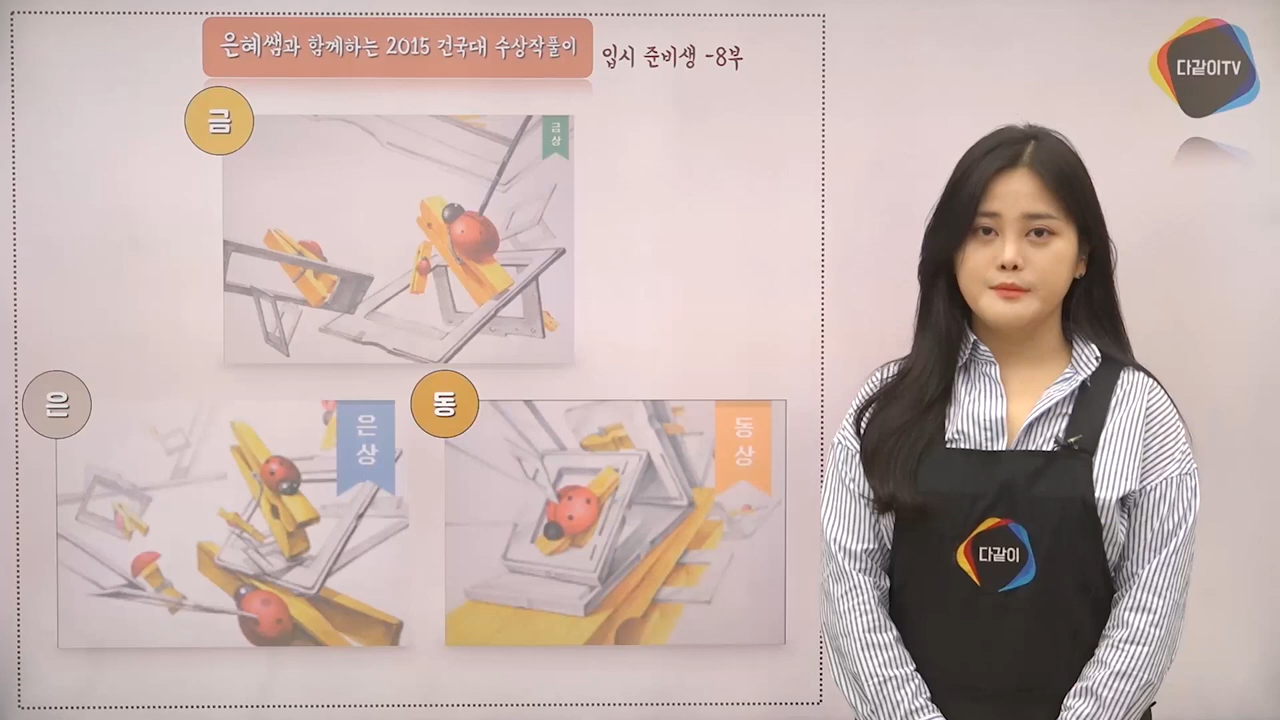 은혜쌤과 함께하는 2015 건국대 수상작풀이
입시 준비생 -8부
다같이TV
금
금상
은
은상
동
동상
다같이